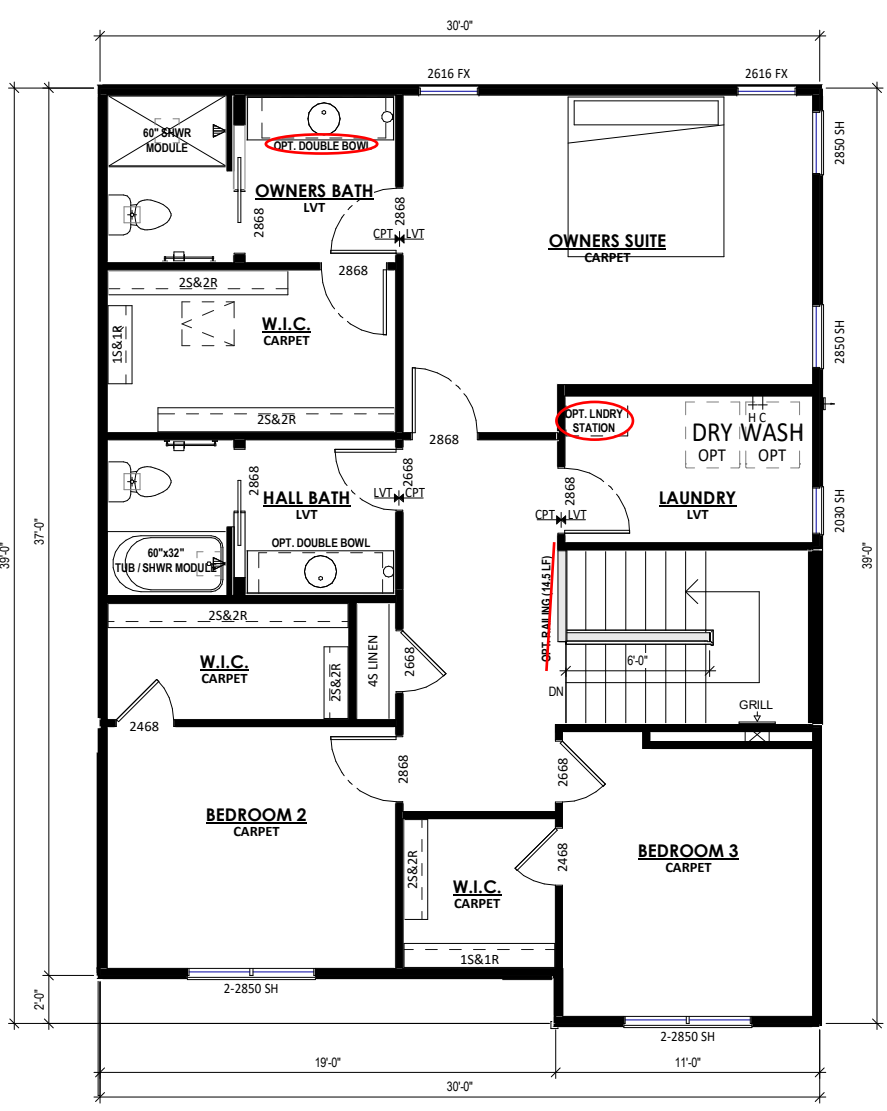 30'-0"
2616 FX
2616 FX
60" SHWR
MODULE
OPT. DOUBLE BOWL
2850 SH
OWNERS BATH
LVT
2868
2868
CPT
LVT
OWNERS SUITE
CARPET
2868
2S&2R
W.I.C.
CARPET
1S&1R
2850 SH
2S&2R
OPT. LNDRY
STATION
H C
DRY
OPT
WASH
OPT
2868
2668
2868
HALL BATH
LVT
LVT
CPT
2868
LAUNDRY
LVT
2030 SH
CPT
LVT
39'-0"
37'-0"
39'-0"
OPT. DOUBLE BOWL
60"x32"
TUB / SHWR MODULE
OPT. RAILING (14.5 LF)
2S&2R
W.I.C.
CARPET
2S&2R
4S LINEN
2668
6'-0"
DN
GRILL
2468
2868
2668
BEDROOM 2
CARPET
2S&2R
W.I.C.
CARPET
2468
BEDROOM 3
CARPET
1S&1R
2-2850 SH
2'-0"
2-2850 SH
19'-0"
11'-0"
30'-0"